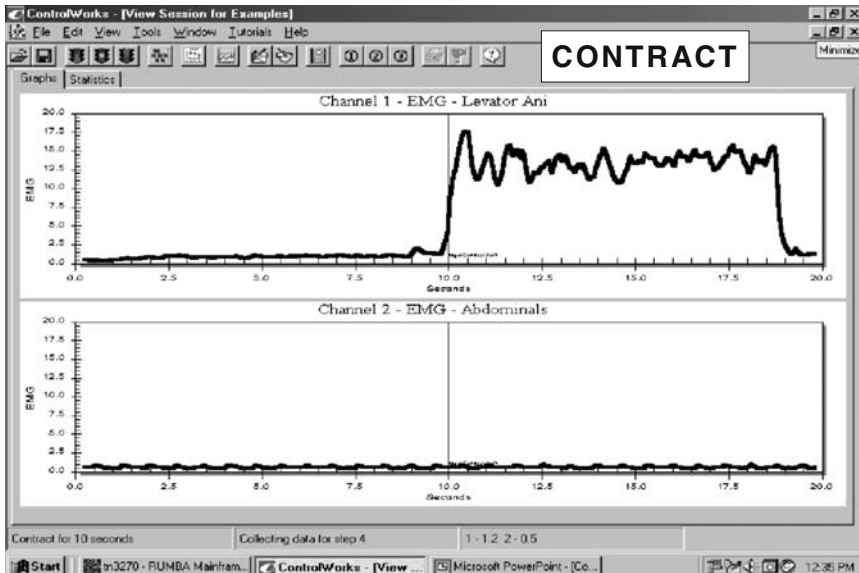 ControlWorks - [View Session for Examples]
File Edit View Tools Window Tutorials Help
Minimize
CONTRACT
Graphs Statistics
Channel 1 - EMG - Levator Ani
20.0
17.5
15.0
12.5
10.0
7.5
5.0
2.5
0.0
EMG
0.0 2.5 5.0 7.5 10.0 12.5 15.0 17.5 20.0
Seconds
Channel 2 - EMG - Abdominals
20.0
17.5
15.0
12.5
10.0
7.5
5.0
2.5
0.0
EMG
0.0 2.5 5.0 7.5 10.0 12.5 15.0 17.5 20.0
Seconds
Contract for 10 seconds Collecting data for step 4 1 - 1.2 2 - 0.5
Start tn3270 - RUMBA Mainfram... ControlWorks - [View ... Microsoft PowerPoint - [Co... 12:35 PM